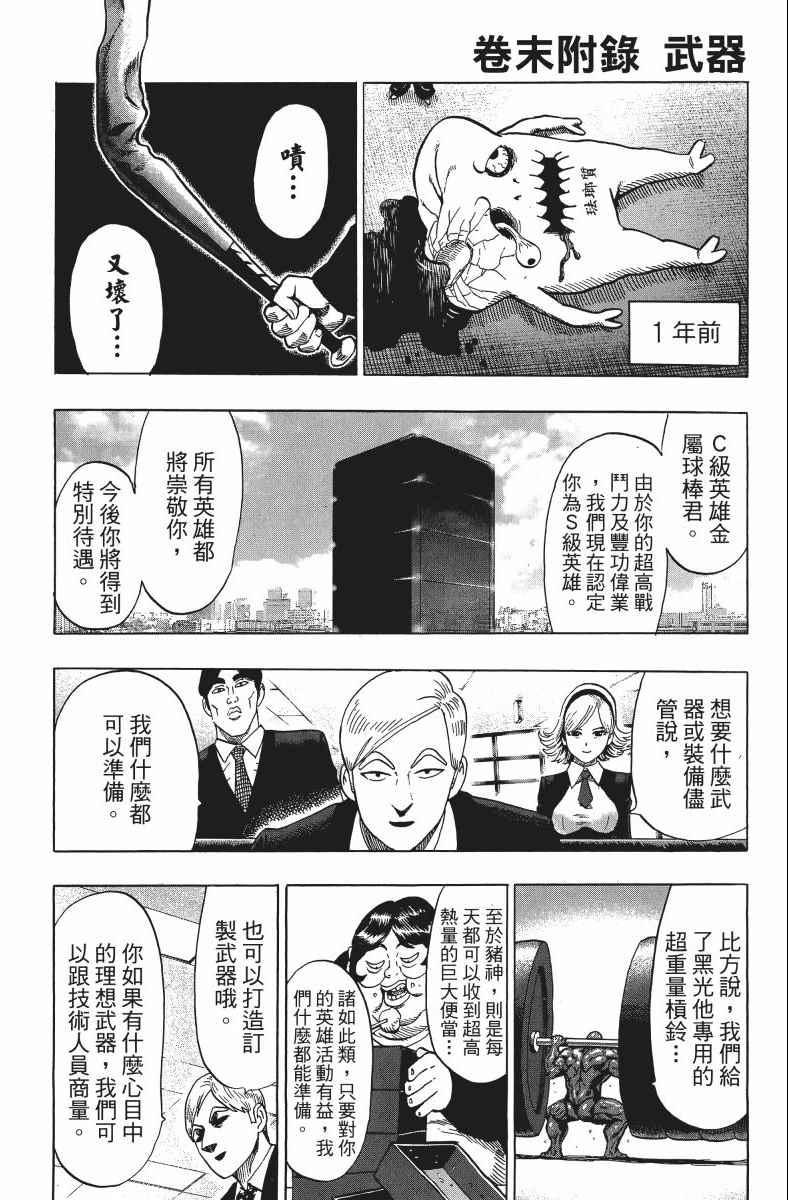 卷末附錄 武器
琺瑯質
1年前
嘖…
又壞了…
C級英雄金
屬球棒君。
由於你的超高戰
鬥力及豐功偉業
，我們現在認定
你為S級英雄。
所有英雄都
將崇敬你，
今後你將得到
特別待遇。
想要什麼武
器或裝備儘
管說，
我們什麼都
可以準備。
比方說，我們給
了黑光他專用的
超重量槓鈴…
至於豬神，則是每
天都可以收到超高
熱量的巨大便當…
諸如此類，只要對你
的英雄活動有益，我
們什麼都能準備。
也可以打造訂
製武器哦。
你如果有什麼心目中
的理想武器，我們可
以跟技術人員商量。